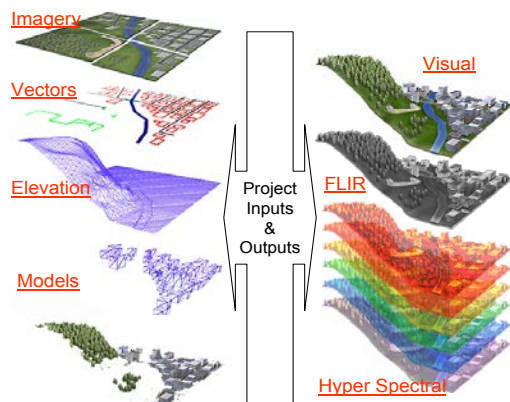 Imagery
Vectors
Elevation
Models
Project
Inputs
&
Outputs
Visual
FLIR
Hyper Spectral